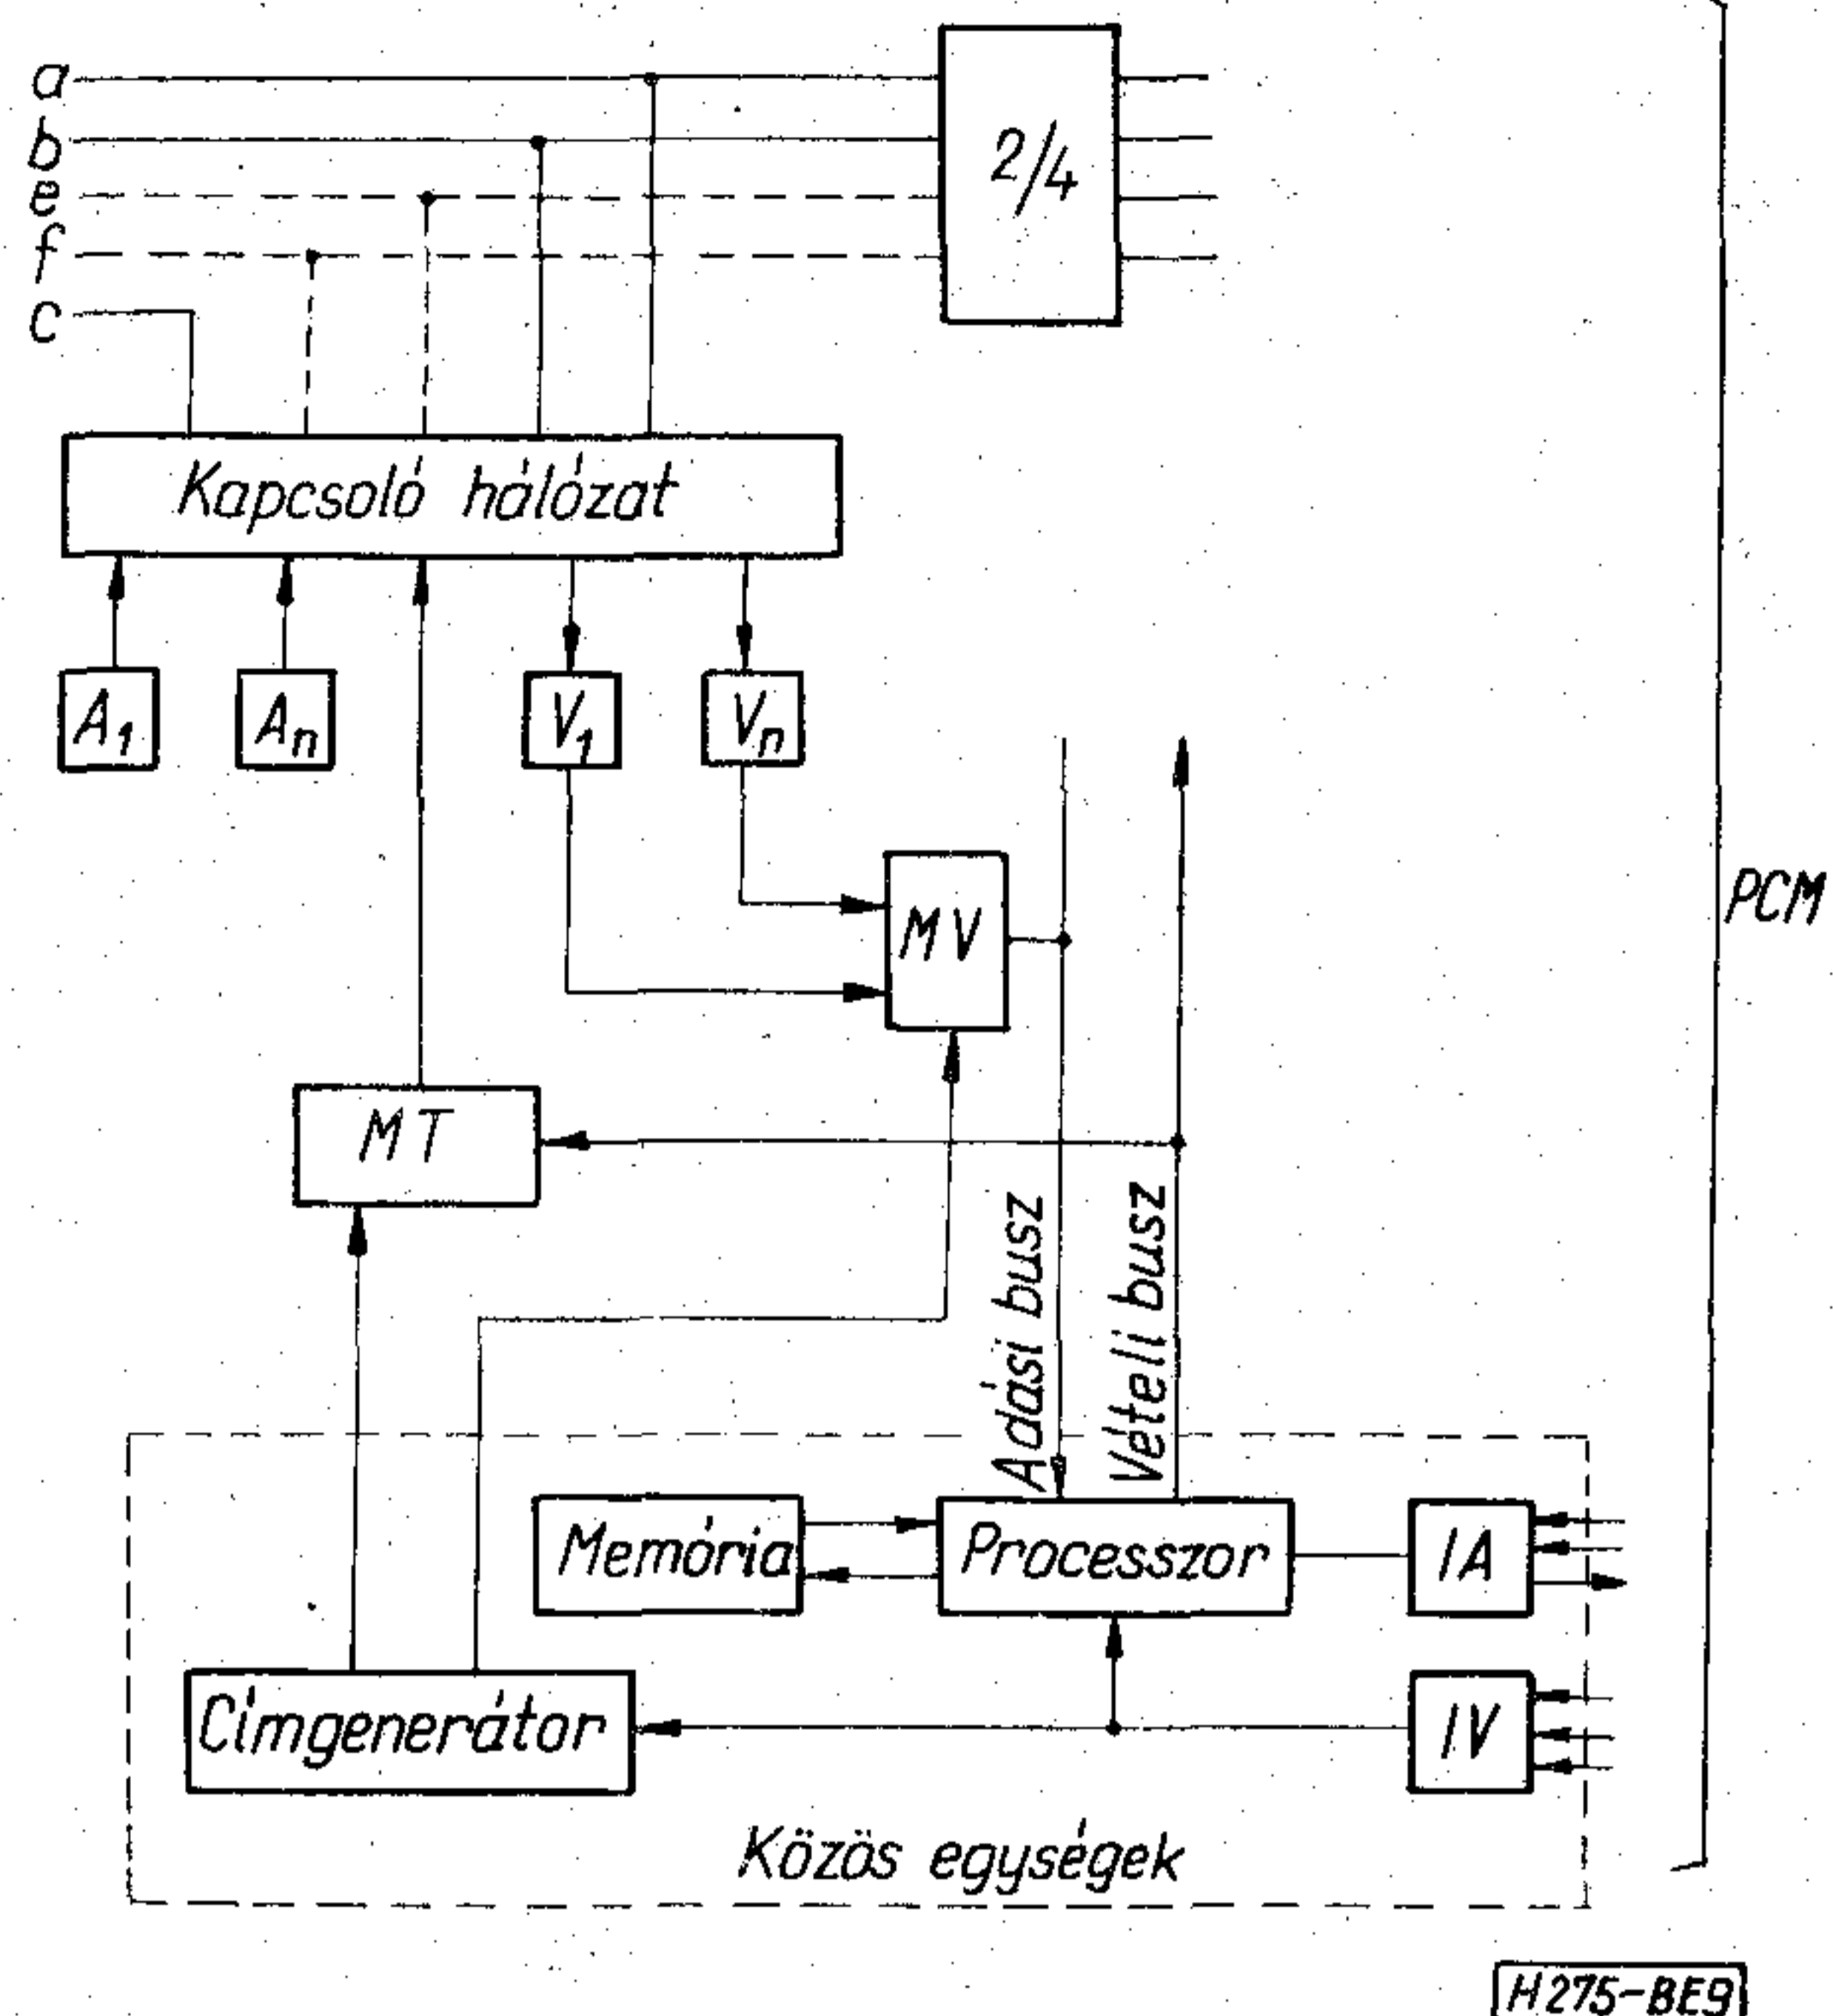 a
b
e
f
c
2/4
Kapcsoló hálózat
A1
An
V1
Vn
MV
PCM
MT
Adási busz
Vételi busz
Memória
Processzor
IA
Címgenerátor
IV
Közös egységek
H275-BE9